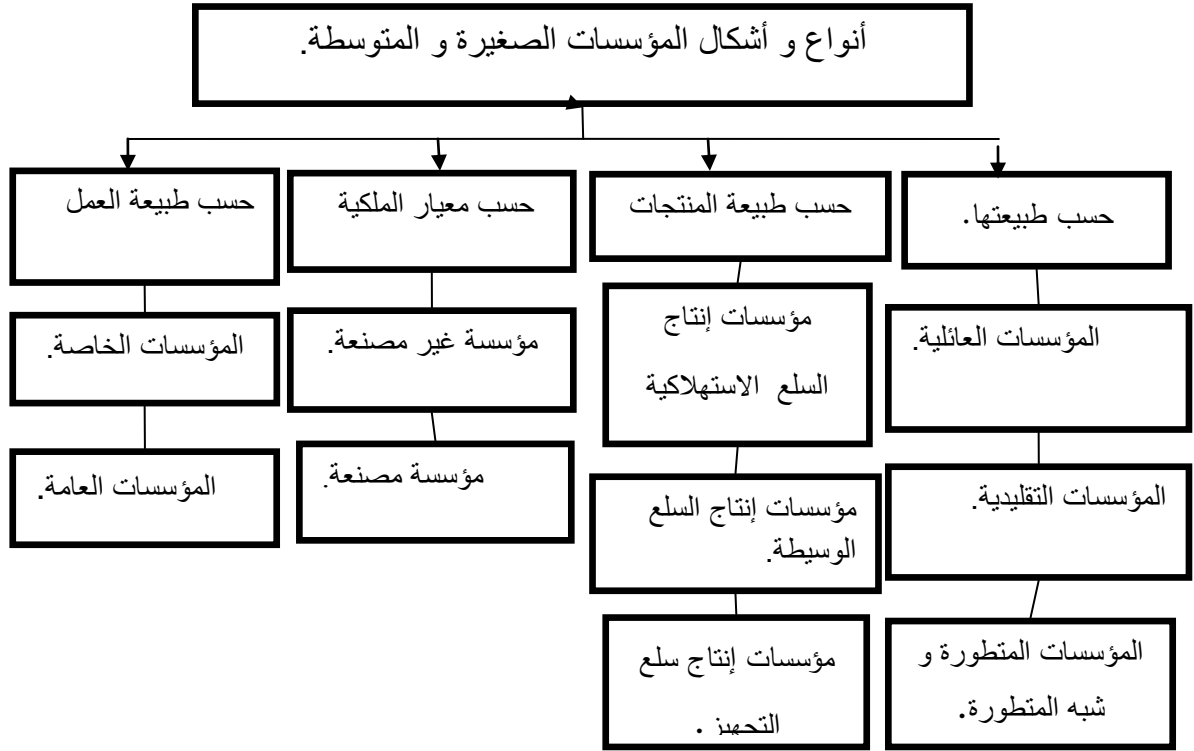 أنواع و أشكال المؤسسات الصغيرة و المتوسطة.
حسب طبيعتها.
حسب طبيعة المنتجات
حسب معيار الملكية
حسب طبيعة العمل
المؤسسات العائلية.
مؤسسات إنتاج
السلع الاستهلاكية
مؤسسة غير مصنعة.
المؤسسات الخاصة.
المؤسسات التقليدية.
مؤسسات إنتاج السلع
الوسيطة.
مؤسسة مصنعة.
المؤسسات العامة.
المؤسسات المتطورة و
شبه المتطورة.
مؤسسات إنتاج سلع
التجهيز .